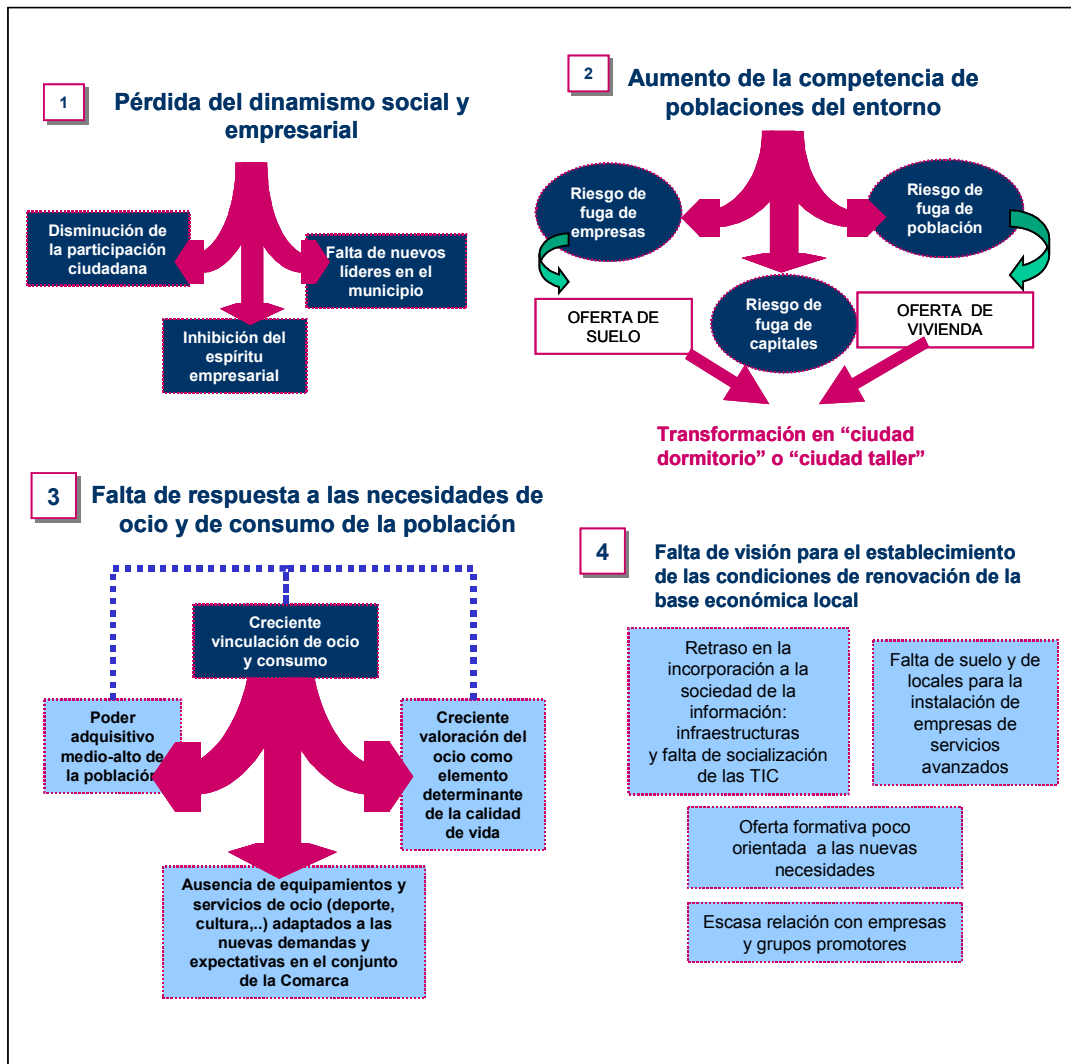 1
Pérdida del dinamismo social y
empresarial
Disminución de
la participación
ciudadana
Falta de nuevos
líderes en el
municipio
Inhibición del
espíritu
empresarial
2
Aumento de la competencia de
poblaciones del entorno
Riesgo de
fuga de
empresas
Riesgo de
fuga de
población
OFERTA DE
SUELO
Riesgo de
fuga de
capitales
OFERTA DE
VIVIENDA
Transformación en “ciudad
dormitorio” o “ciudad taller”
3
Falta de respuesta a las necesidades de
ocio y de consumo de la población
Creciente
vinculación de ocio
y consumo
Poder
adquisitivo
medio-alto de
la población
Creciente
valoración del
ocio como
elemento
determinante
de la calidad
de vida
Ausencia de equipamientos y
servicios de ocio (deporte,
cultura,..) adaptados a las
nuevas demandas y
expectativas en el conjunto
de la Comarca
4
Falta de visión para el establecimiento
de las condiciones de renovación de la
base económica local
Retraso en la
incorporación a la
sociedad de la
información:
infraestructuras
y falta de socialización
de las TIC
Falta de suelo y de
locales para la
instalación de
empresas de
servicios
avanzados
Oferta formativa poco
orientada a las nuevas
necesidades
Escasa relación con empresas
y grupos promotores